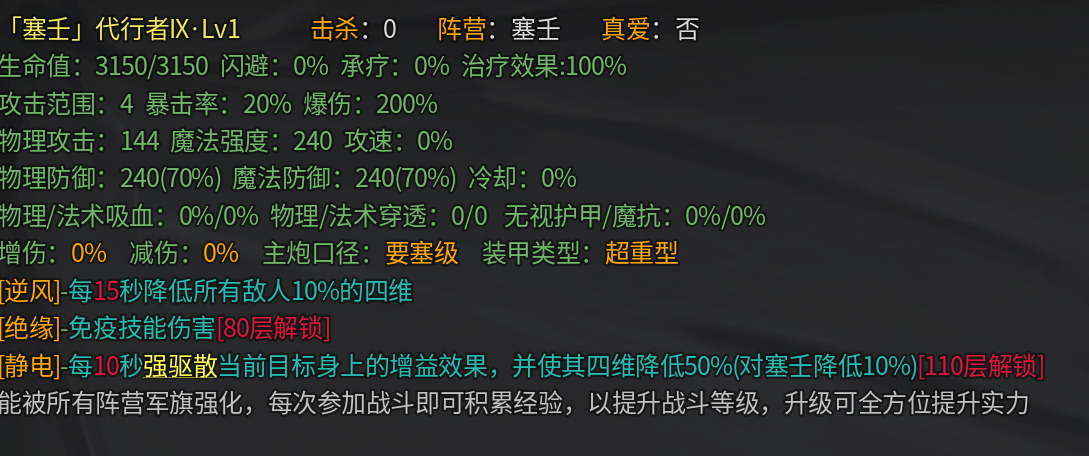 「塞壬」代行者Ⅸ·Lv1 击杀：0 阵营：塞壬 真爱：否
生命值：3150/3150 闪避：0% 承疗：0% 治疗效果:100%
攻击范围：4 暴击率：20% 爆伤：200%
物理攻击：144 魔法强度：240 攻速：0%
物理防御：240(70%) 魔法防御：240(70%) 冷却：0%
物理/法术吸血：0%/0% 物理/法术穿透：0/0 无视护甲/魔抗：0%/0%
增伤：0% 减伤：0% 主炮口径：要塞级 装甲类型：超重型
[逆风]-每15秒降低所有敌人10%的四维
[绝缘]-免疫技能伤害[80层解锁]
[静电]-每10秒强驱散当前目标身上的增益效果，并使其四维降低50%(对塞壬降低10%)[110层解锁]
能被所有阵营军旗强化，每次参加战斗即可积累经验，以提升战斗等级，升级可全方位提升实力